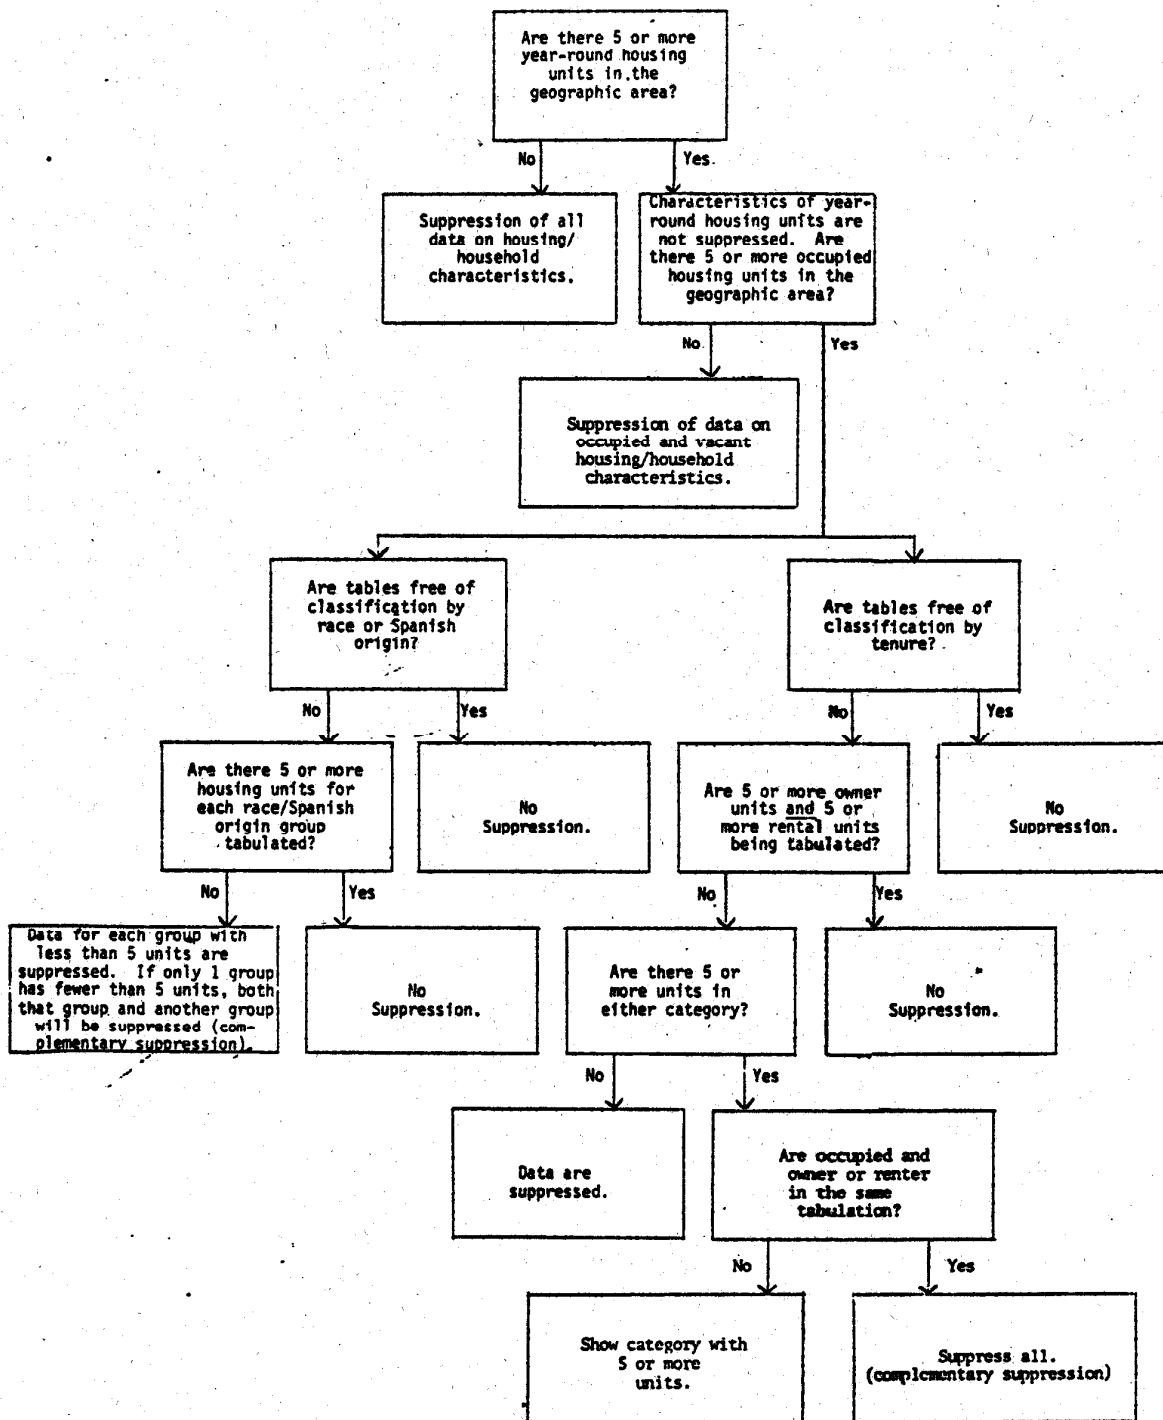 Are there 5 or more
year-round housing
units in the
geographic area?
No
Yes
Suppression of all
data on housing/
household
characteristics.
Characteristics of year-
round housing units are
not suppressed. Are
there 5 or more occupied
housing units in the
geographic area?
No
Yes
Suppression of data on
occupied and vacant
housing/household
characteristics.
Are tables free of
classification by
race or Spanish
origin?
Are tables free of
classification by
tenure?
No
Yes
No
Yes
Are there 5 or more
housing units for
each race/Spanish
origin group
tabulated?
No
Suppression.
Are 5 or more owner
units and 5 or
more rental units
being tabulated?
No
Suppression.
No
Yes
No
Yes
Data for each group with
less than 5 units are
suppressed. If only 1 group
has fewer than 5 units, both
that group and another group
will be suppressed (com-
plementary suppression).
No
Suppression.
Are there 5 or
more units in
either category?
No
Suppression.
No
Yes
Data are
suppressed.
Are occupied and
owner or renter
in the same
tabulation?
No
Yes
Show category with
5 or more
units.
Suppress all.
(complementary suppression)